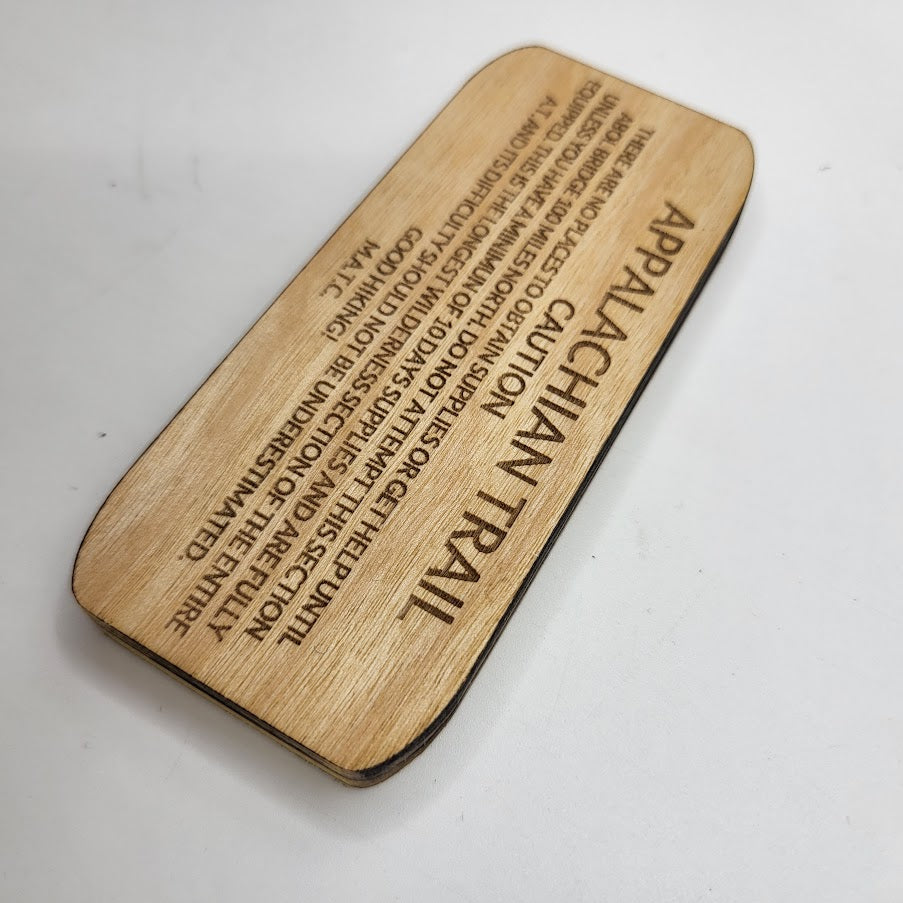 APPALACHIAN TRAIL
CAUTION
THERE ARE NO PLACES TO OBTAIN SUPPLIES OR GET HELP UNTIL
ABOL BRIDGE 100 MILES NORTH. DO NOT ATTEMPT THIS SECTION
UNLESS YOU HAVE A MINIMUN OF 10 DAYS SUPPLIES AND ARE FULLY
EQUIPPED. THIS IS THE LONGEST WILDERNESS SECTION OF THE ENTIRE
A.T. AND ITS DIFFICULTY SHOULD NOT BE UNDERESTIMATED.
GOOD HIKING!
M.A.T.C.